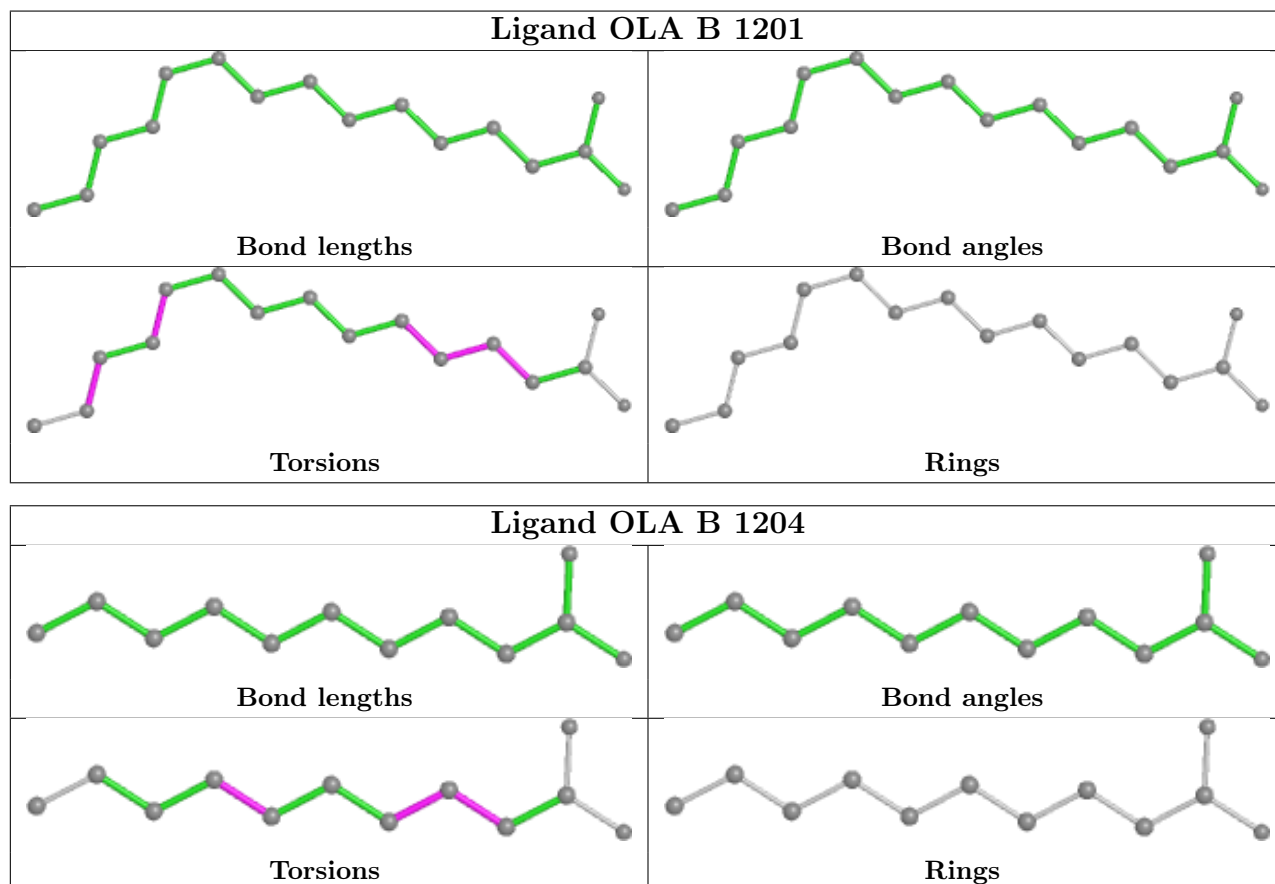 Ligand OLA B 1201
Bond lengths
Bond angles
Torsions
Rings
Ligand OLA B 1204
Bond lengths
Bond angles
Torsions
Rings